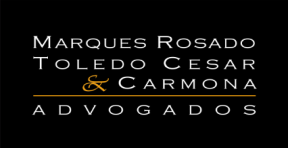 MARQUES ROSADO
TOLEDO CESAR
& CARMONA
ADVOGADOS